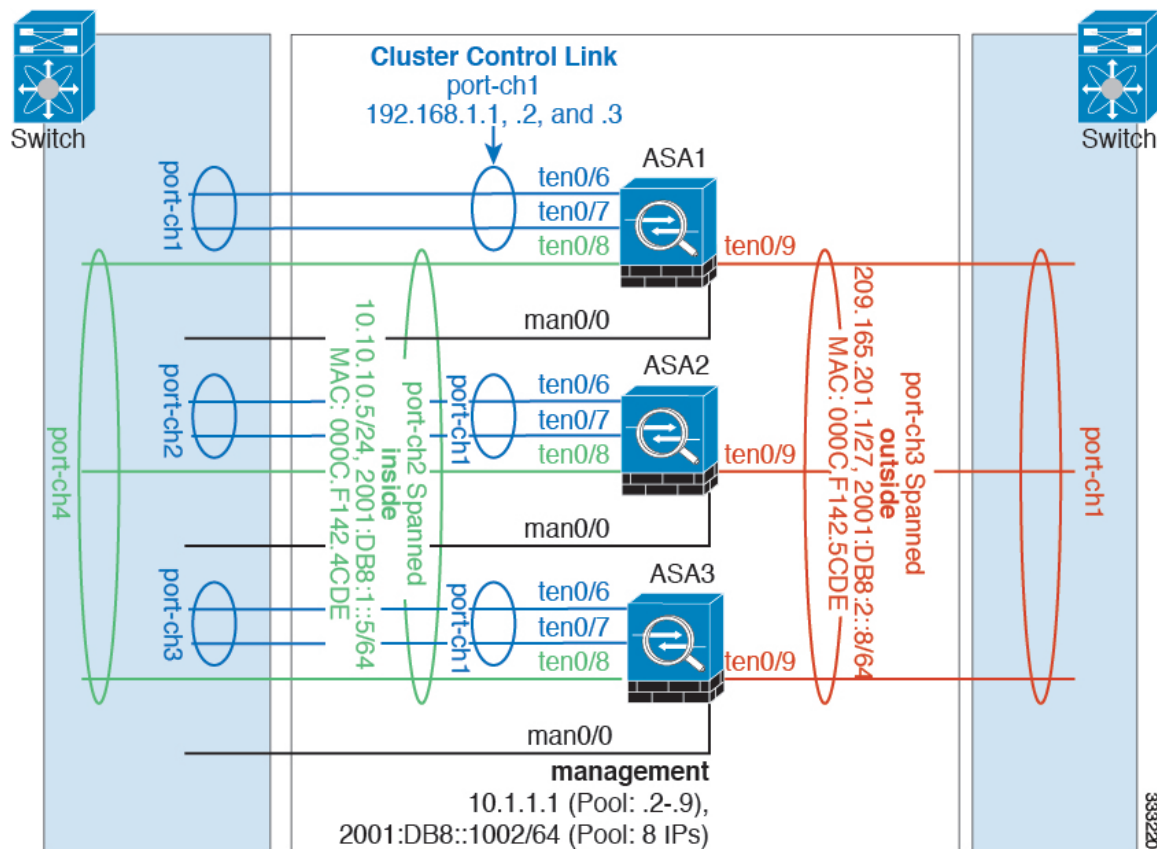 Switch
Switch
Cluster Control Link
port-ch1
192.168.1.1, .2, and .3
ASA1
port-ch1
ten0/6
ten0/7
ten0/8
ten0/9
man0/0
ASA2
port-ch2
port-ch1
ten0/6
ten0/7
ten0/8
ten0/9
man0/0
ASA3
port-ch3
port-ch1
ten0/6
ten0/7
ten0/8
ten0/9
man0/0
port-ch4
port-ch2 Spanned
inside
10.10.10.5/24, 2001:DB8:1::5/64
MAC: 000C.F142.4CDE
port-ch3 Spanned
outside
209.165.201.1/27, 2001:DB8:2::8/64
MAC: 000C.F142.5CDE
port-ch1
management
10.1.1.1 (Pool: .2-.9),
2001:DB8::1002/64 (Pool: 8 IPs)
333220